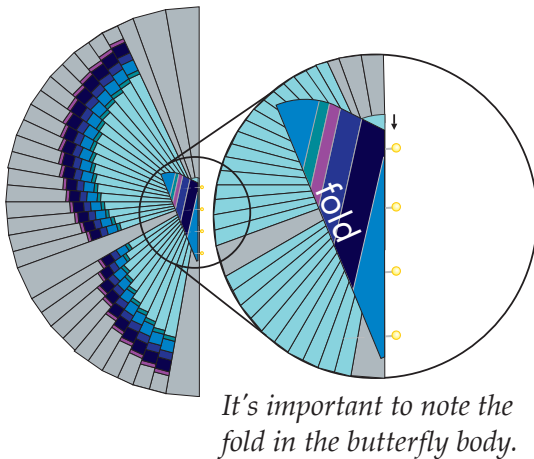 fold
It's important to note the
fold in the butterfly body.